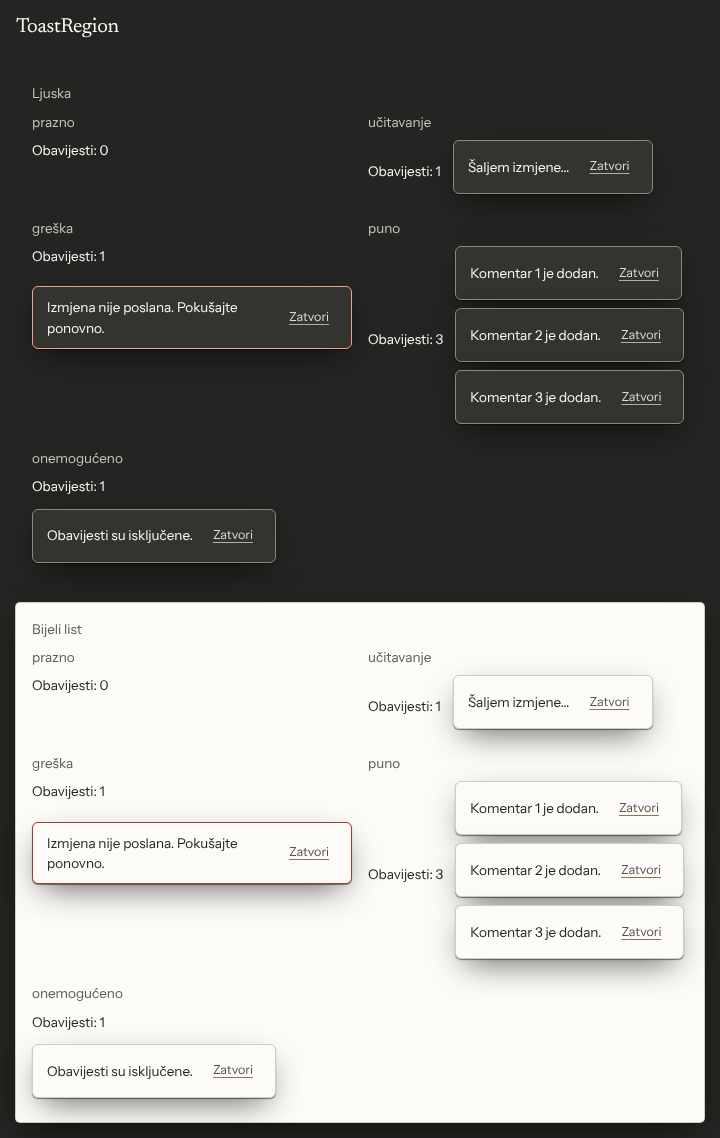 ToastRegion
Ljuska
prazno
Obavijesti: 0
učitavanje
Obavijesti: 1
Šaljem izmjene…
Zatvori
greška
Obavijesti: 1
Izmjena nije poslana. Pokušajte
ponovno.
Zatvori
puno
Obavijesti: 3
Komentar 1 je dodan.
Zatvori
Komentar 2 je dodan.
Zatvori
Komentar 3 je dodan.
Zatvori
onemogućeno
Obavijesti: 1
Obavijesti su isključene.
Zatvori
Bijeli list
prazno
Obavijesti: 0
učitavanje
Obavijesti: 1
Šaljem izmjene…
Zatvori
greška
Obavijesti: 1
Izmjena nije poslana. Pokušajte
ponovno.
Zatvori
puno
Obavijesti: 3
Komentar 1 je dodan.
Zatvori
Komentar 2 je dodan.
Zatvori
Komentar 3 je dodan.
Zatvori
onemogućeno
Obavijesti: 1
Obavijesti su isključene.
Zatvori